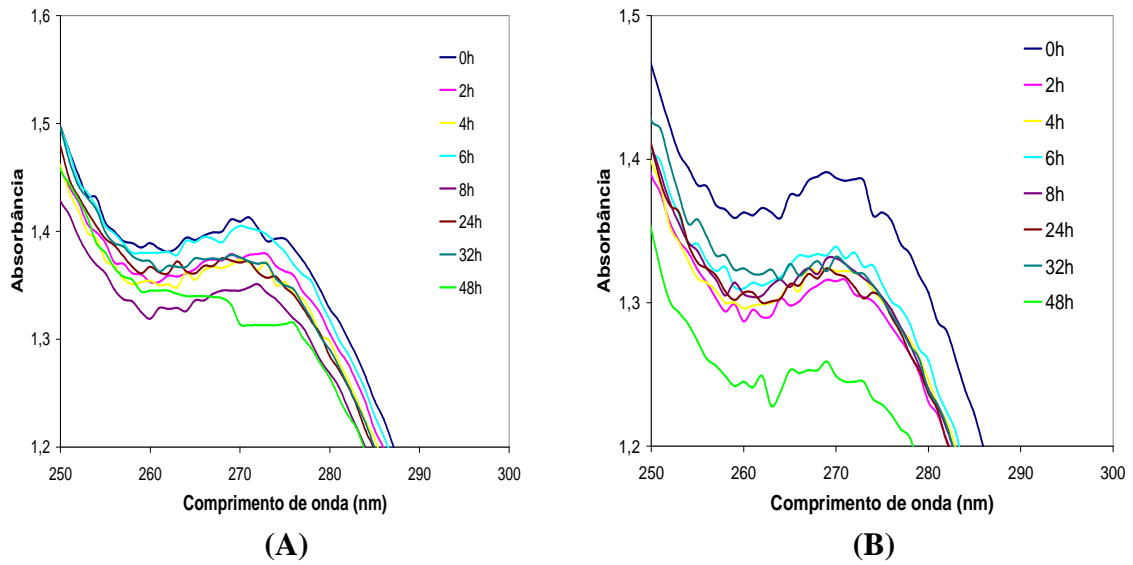 1,6
1,5
1,4
1,3
1,2
250 260 270 280 290 300
Absorbância
Comprimento de onda (nm)
0h
2h
4h
6h
8h
24h
32h
48h
(A)
1,5
1,4
1,3
1,2
250 260 270 280 290 300
Absorbância
Comprimento de onda (nm)
0h
2h
4h
6h
8h
24h
32h
48h
(B)